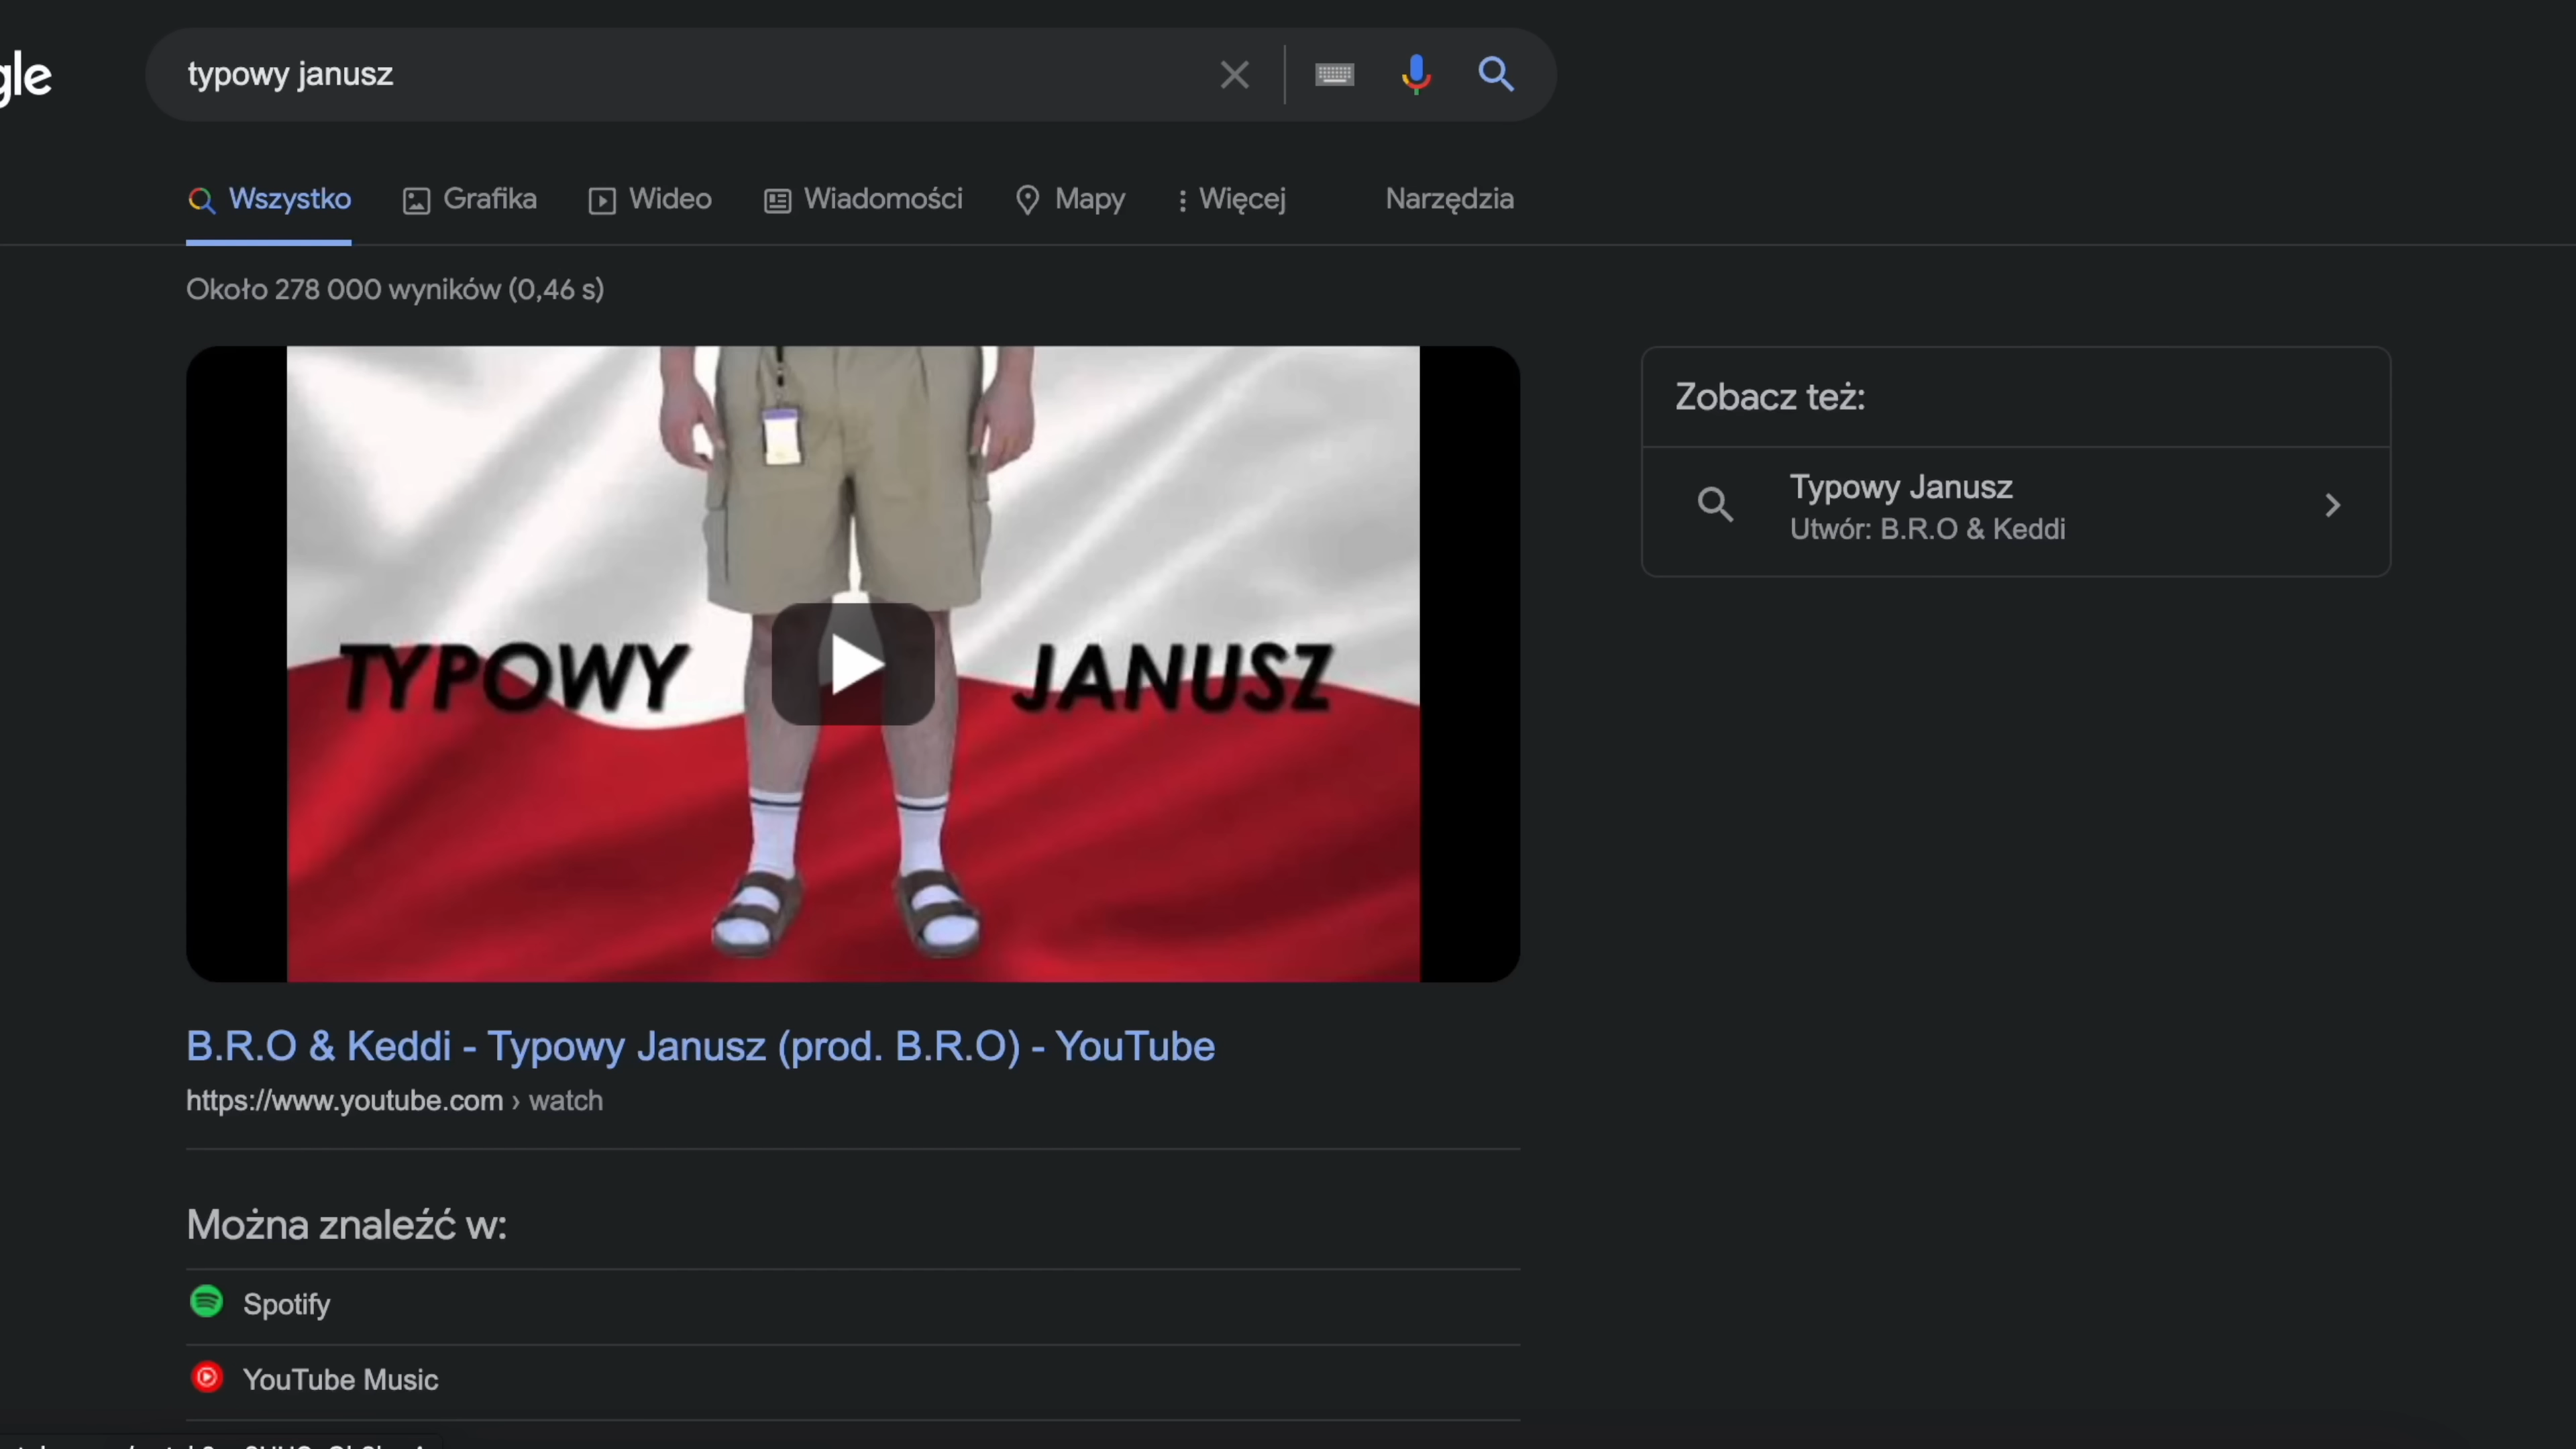 gle
typowy janusz
Wszystko Grafika Wideo Wiadomości Mapy Więcej Narzędzia
Około 278 000 wyników (0,46 s)
TYPOWY JANUSZ
B.R.O & Keddi - Typowy Janusz (prod. B.R.O) - YouTube
https://www.youtube.com › watch
Można znaleźć w:
Spotify
YouTube Music
Zobacz też:
Typowy Janusz
Utwór: B.R.O & Keddi